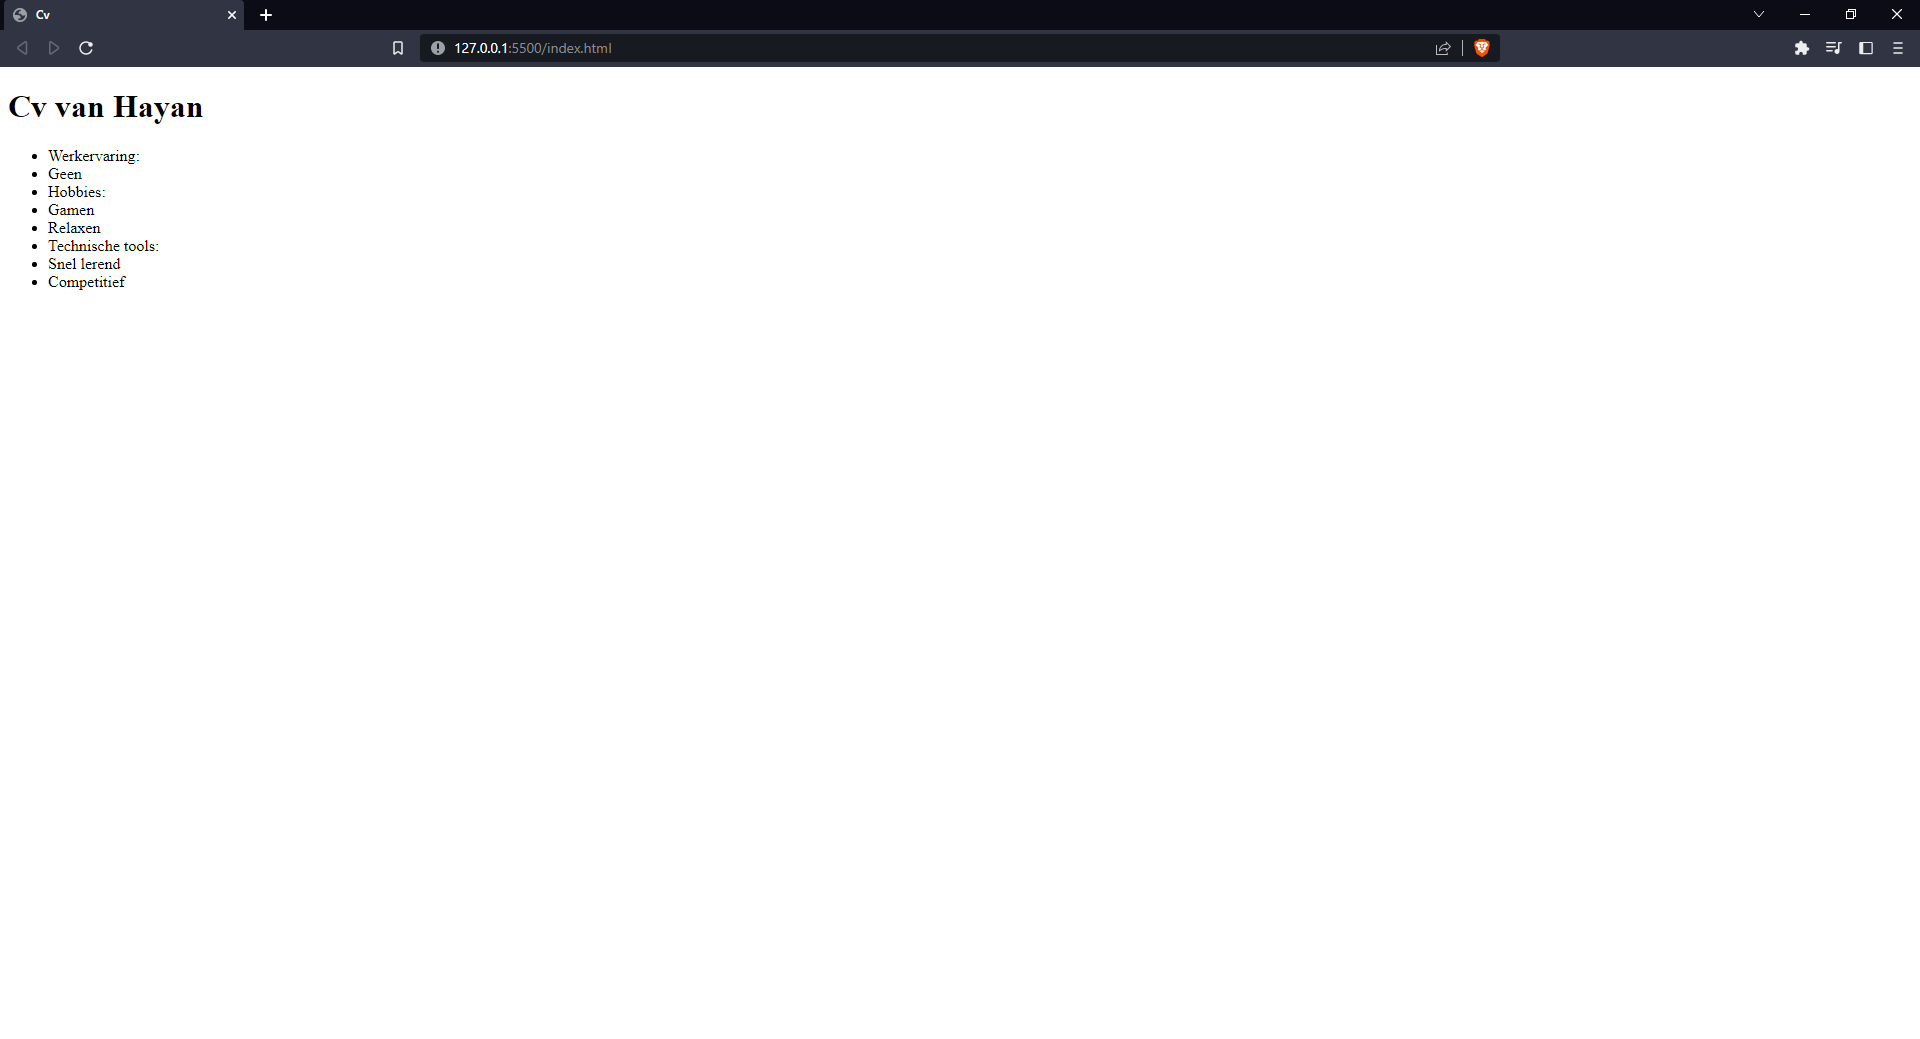 Cv
127.0.0.1:5500/index.html
Cv van Hayan
Werkervaring:
Geen
Hobbies:
Gamen
Relaxen
Technische tools:
Snel lerend
Competitief